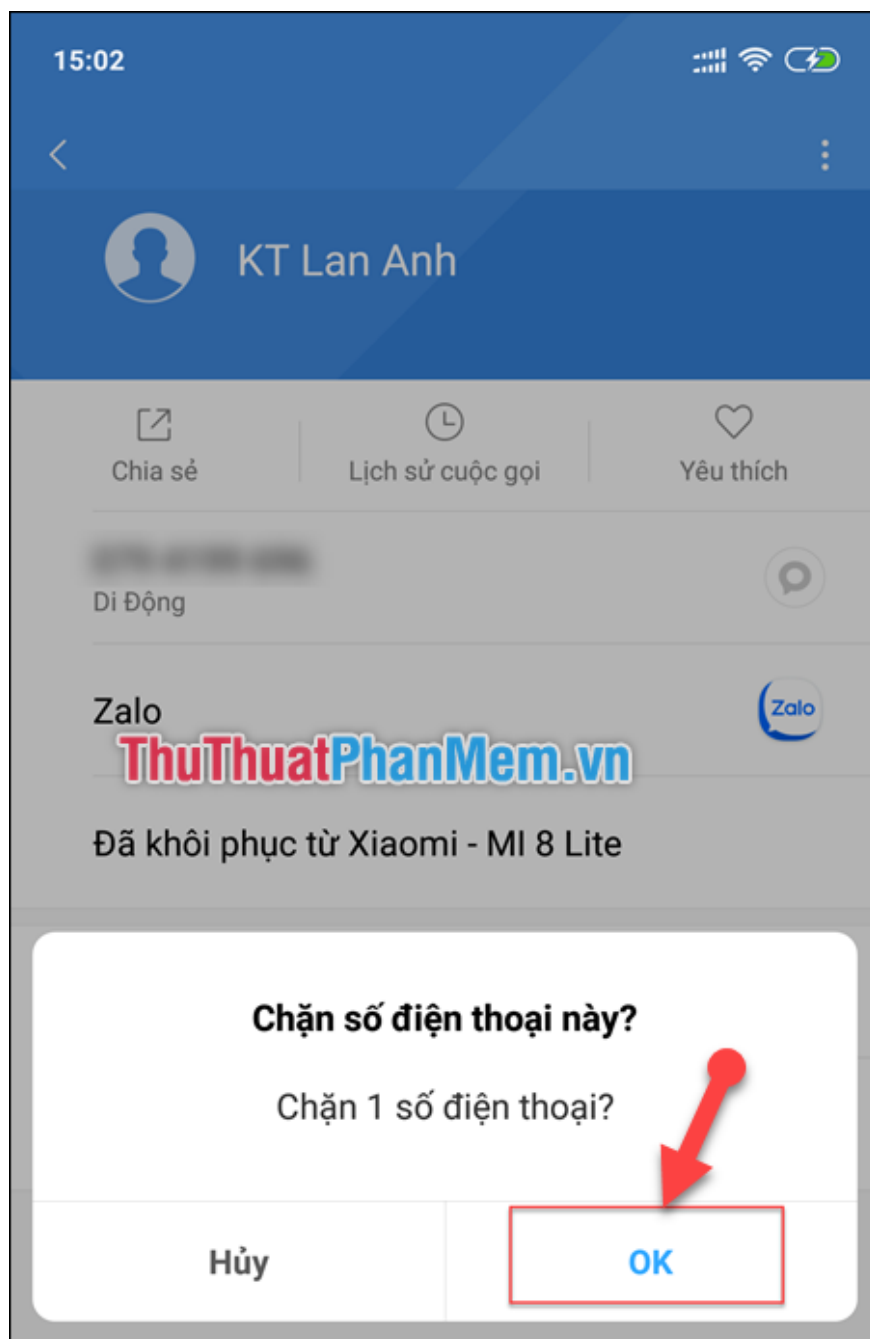 15:02
KT Lan Anh
Chia sẻ
Lịch sử cuộc gọi
Yêu thích
Di Động
Zalo
Zalo
ThuThuatPhanMem.vn
Đã khôi phục từ Xiaomi - MI 8 Lite
Chặn số điện thoại này?
Chặn 1 số điện thoại?
Hủy
OK